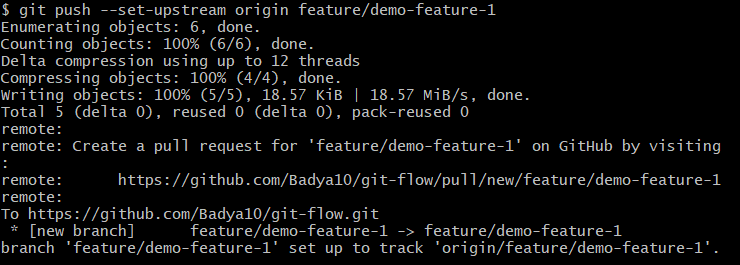 $ git push --set-upstream origin feature/demo-feature-1
Enumerating objects: 6, done.
Counting objects: 100% (6/6), done.
Delta compression using up to 12 threads
Compressing objects: 100% (4/4), done.
Writing objects: 100% (5/5), 18.57 KiB | 18.57 MiB/s, done.
Total 5 (delta 0), reused 0 (delta 0), pack-reused 0
remote:
remote: Create a pull request for 'feature/demo-feature-1' on GitHub by visiting
:
remote:      https://github.com/Badya10/git-flow/pull/new/feature/demo-feature-1
remote:
To https://github.com/Badya10/git-flow.git
 * [new branch]      feature/demo-feature-1 -> feature/demo-feature-1
branch 'feature/demo-feature-1' set up to track 'origin/feature/demo-feature-1'.